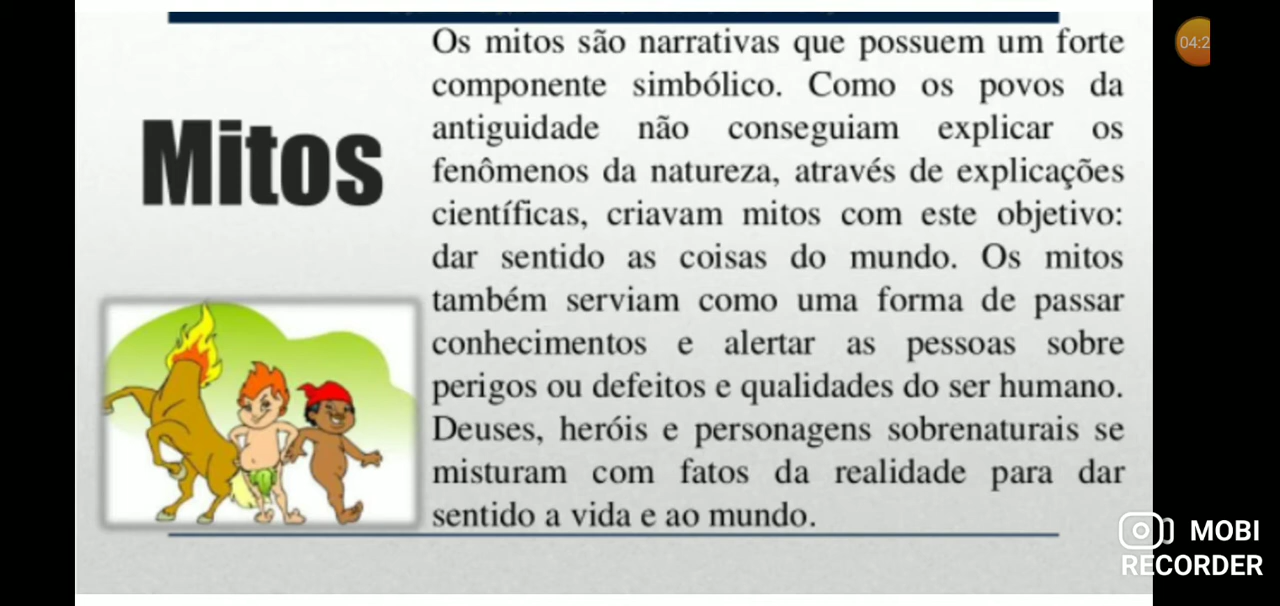 Mitos
Os mitos são narrativas que possuem um forte
componente simbólico. Como os povos da
antiguidade não conseguiam explicar os
fenômenos da natureza, através de explicações
científicas, criavam mitos com este objetivo:
dar sentido as coisas do mundo. Os mitos
também serviam como uma forma de passar
conhecimentos e alertar as pessoas sobre
perigos ou defeitos e qualidades do ser humano.
Deuses, heróis e personagens sobrenaturais se
misturam com fatos da realidade para dar
sentido a vida e ao mundo.
04:2
MOBI
RECORDER